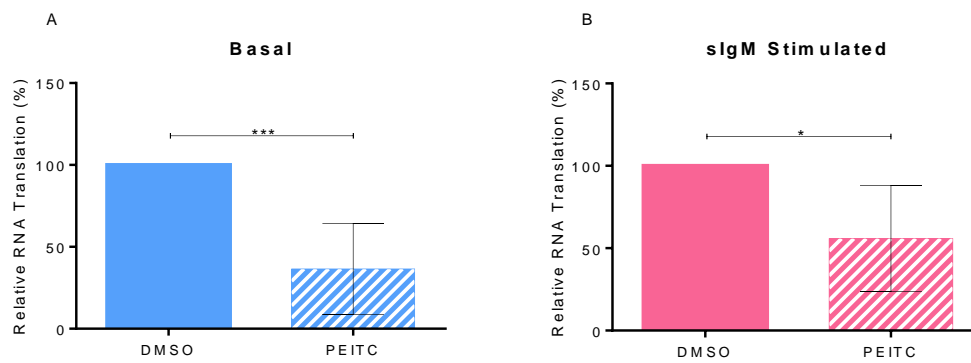 A
Basal
Relative RNA Translation (%)
150
100
50
0
***
DMSO
PEITC
B
sIgM Stimulated
Relative RNA Translation (%)
150
100
50
0
*
DMSO
PEITC